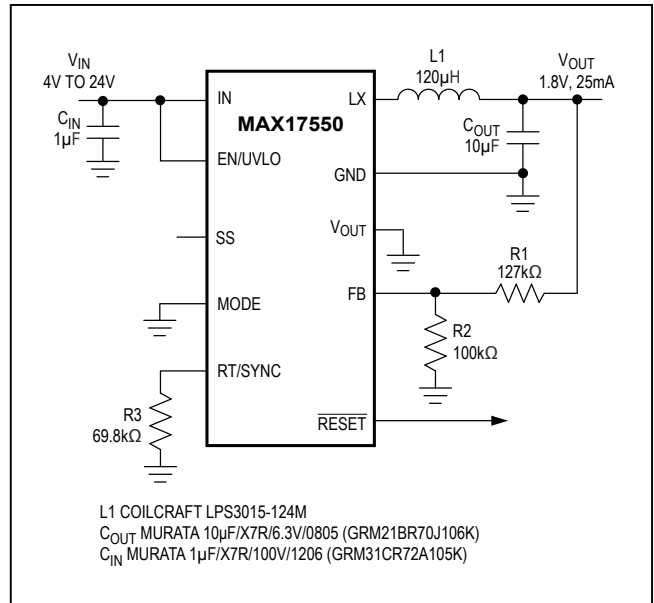 VIN
4V TO 24V
CIN
1µF
IN
EN/UVLO
SS
MODE
RT/SYNC
R3
69.8kΩ
MAX17550
LX
GND
VOUT
FB
RESET
L1
120µH
VOUT
1.8V, 25mA
COUT
10µF
R1
127kΩ
R2
100kΩ
L1 COILCRAFT LPS3015-124M
COUT MURATA 10µF/X7R/6.3V/0805 (GRM21BR70J106K)
CIN MURATA 1µF/X7R/100V/1206 (GRM31CR72A105K)